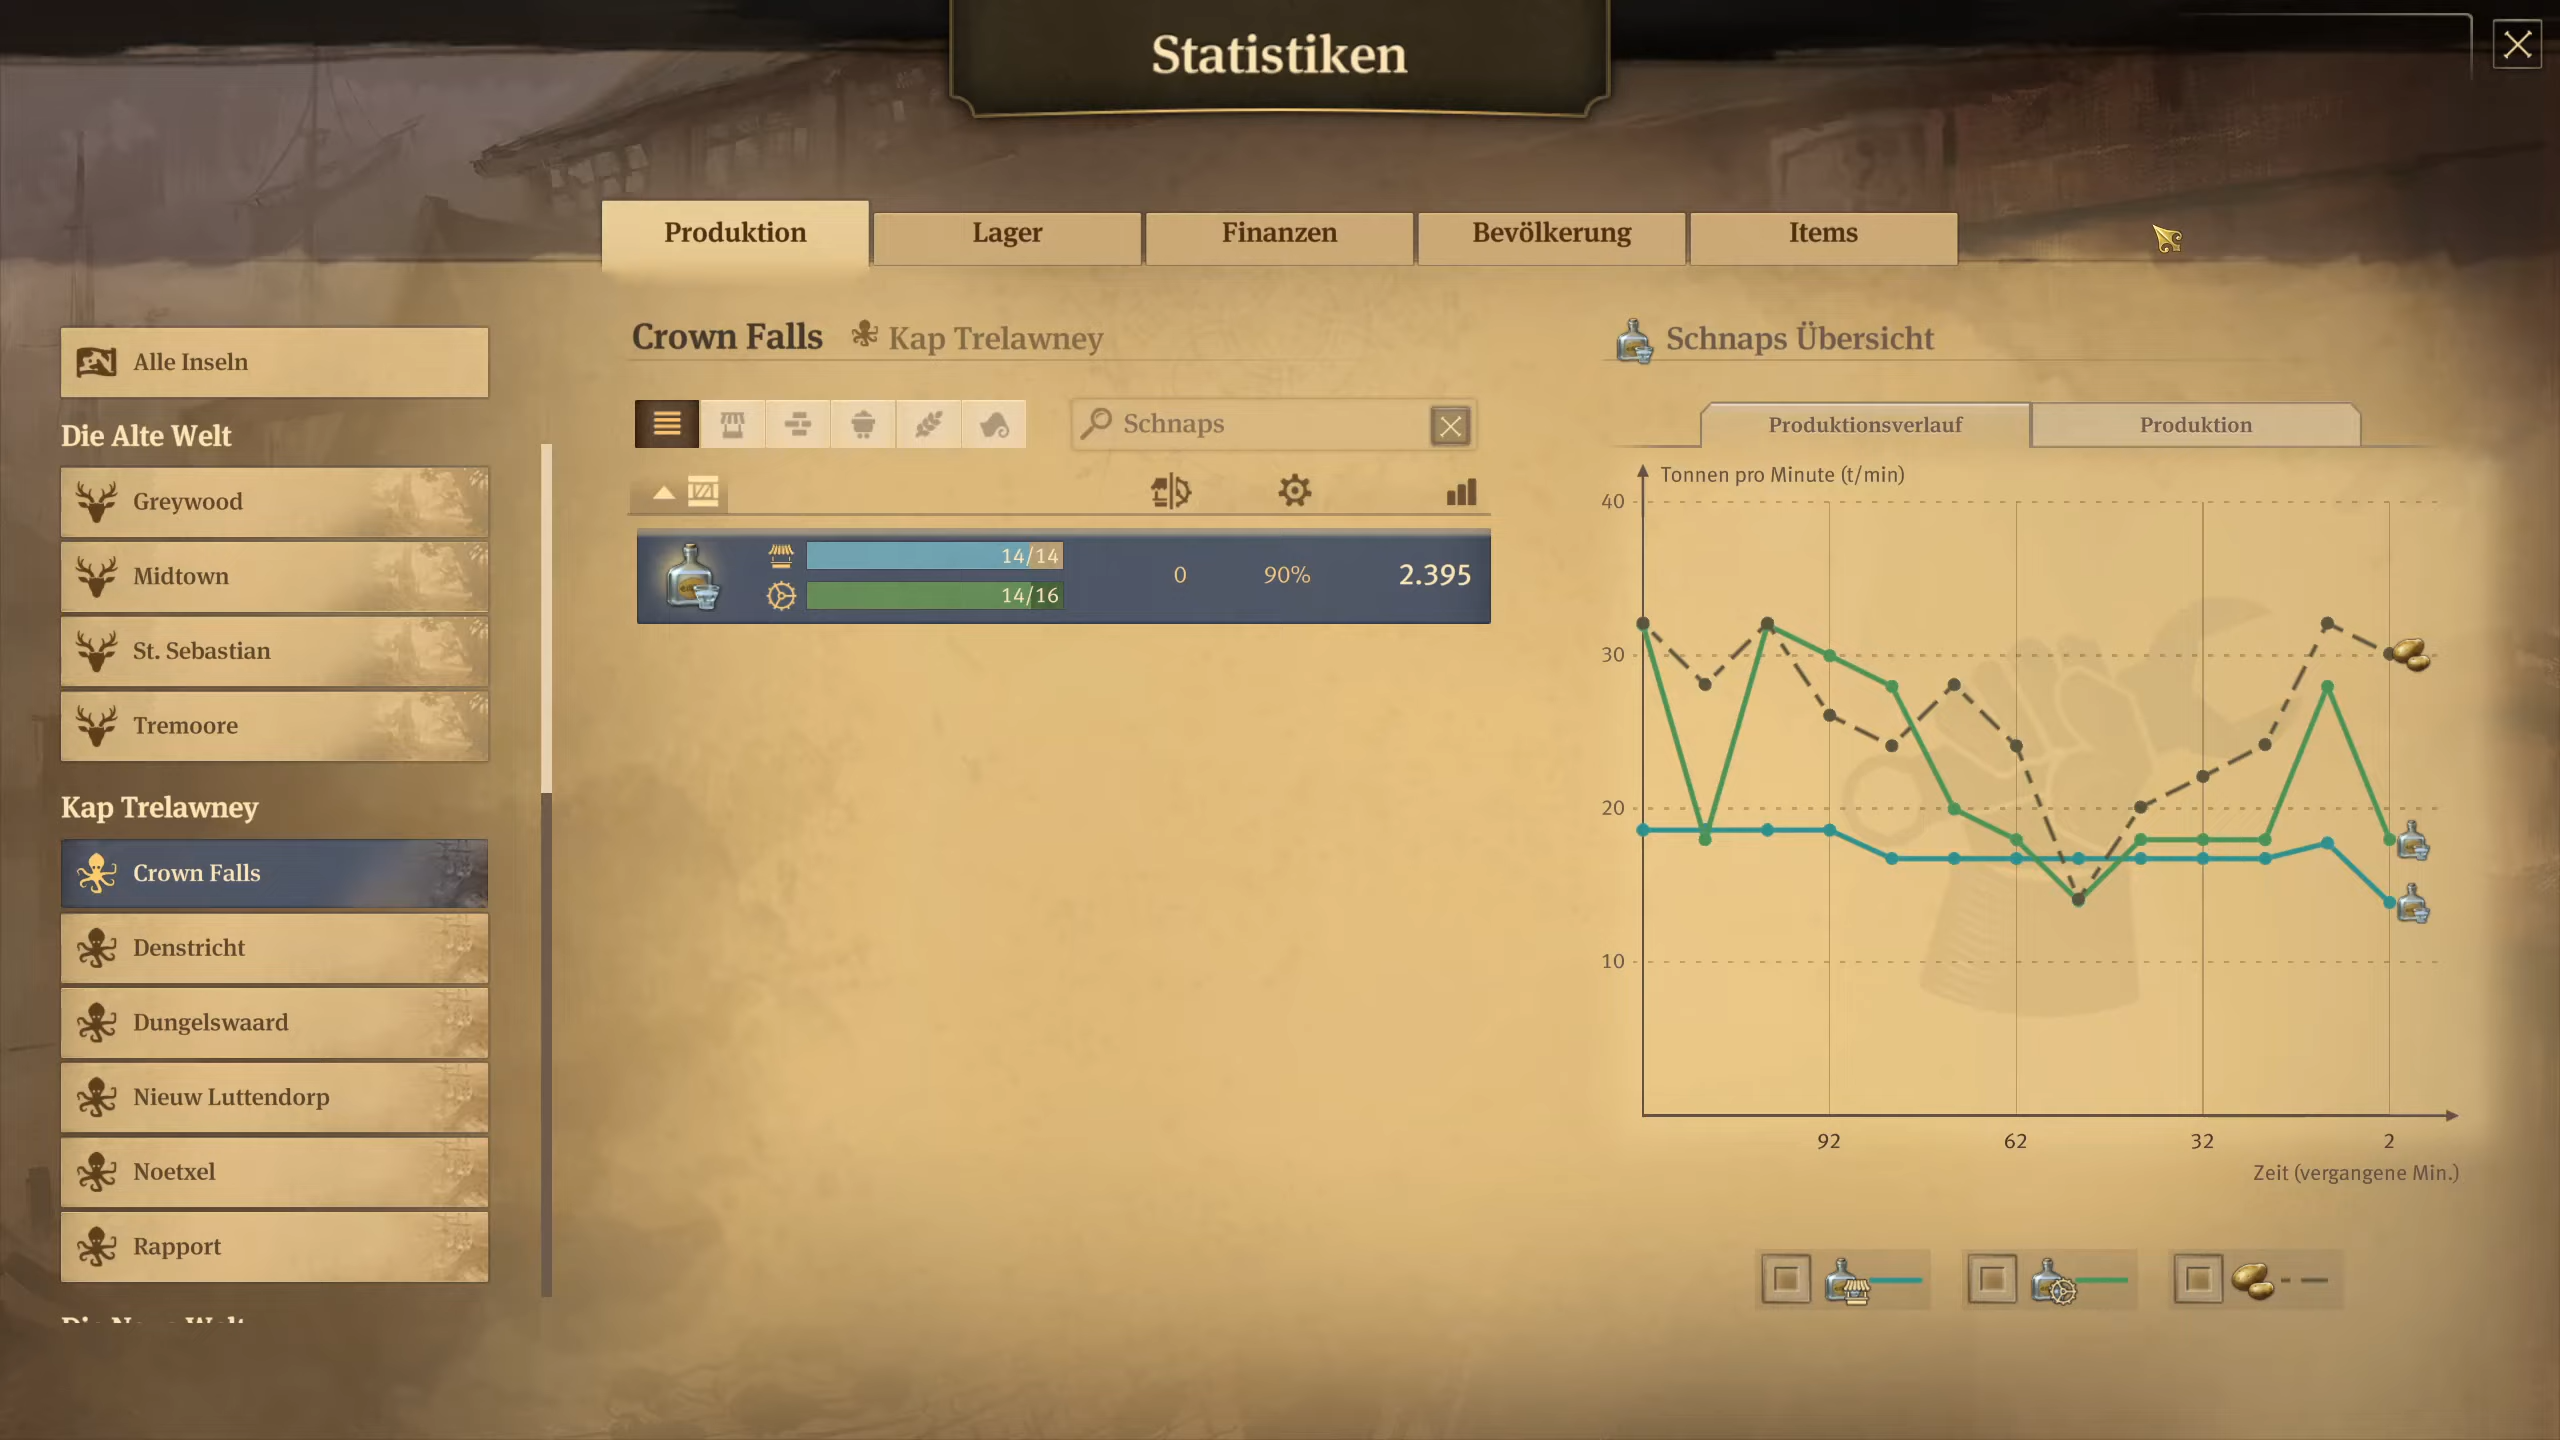 Statistiken
Produktion
Lager
Finanzen
Bevölkerung
Items
Alle Inseln
Die Alte Welt
Greywood
Midtown
St. Sebastian
Tremoore
Kap Trelawney
Crown Falls
Denstricht
Dungelswaard
Nieuw Luttendorp
Noetxel
Rapport
Crown Falls Kap Trelawney
Schnaps
14/14
14/16
0
90%
2.395
Schnaps Übersicht
Produktionsverlauf
Produktion
Tonnen pro Minute (t/min)
40
30
20
10
92
62
32
2
Zeit (vergangene Min.)